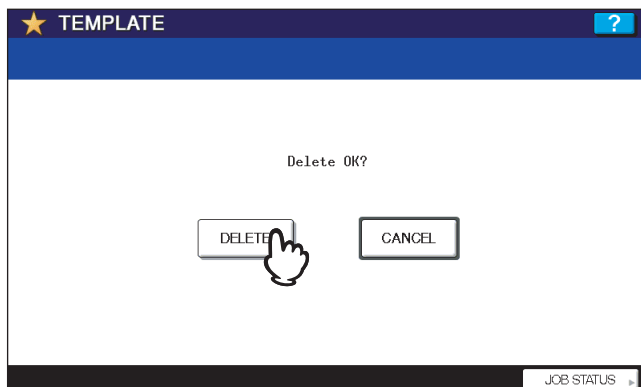 TEMPLATE
?
Delete OK?
DELETE
CANCEL
JOB STATUS